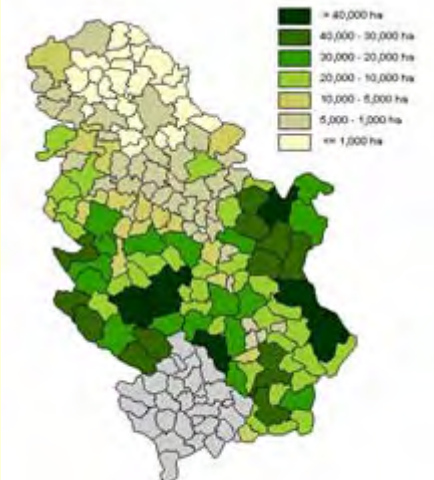 > 40,000 ha
40,000 - 30,000 ha
30,000 - 20,000 ha
20,000 - 10,000 ha
10,000 - 5,000 ha
5,000 - 1,000 ha
<= 1,000 ha